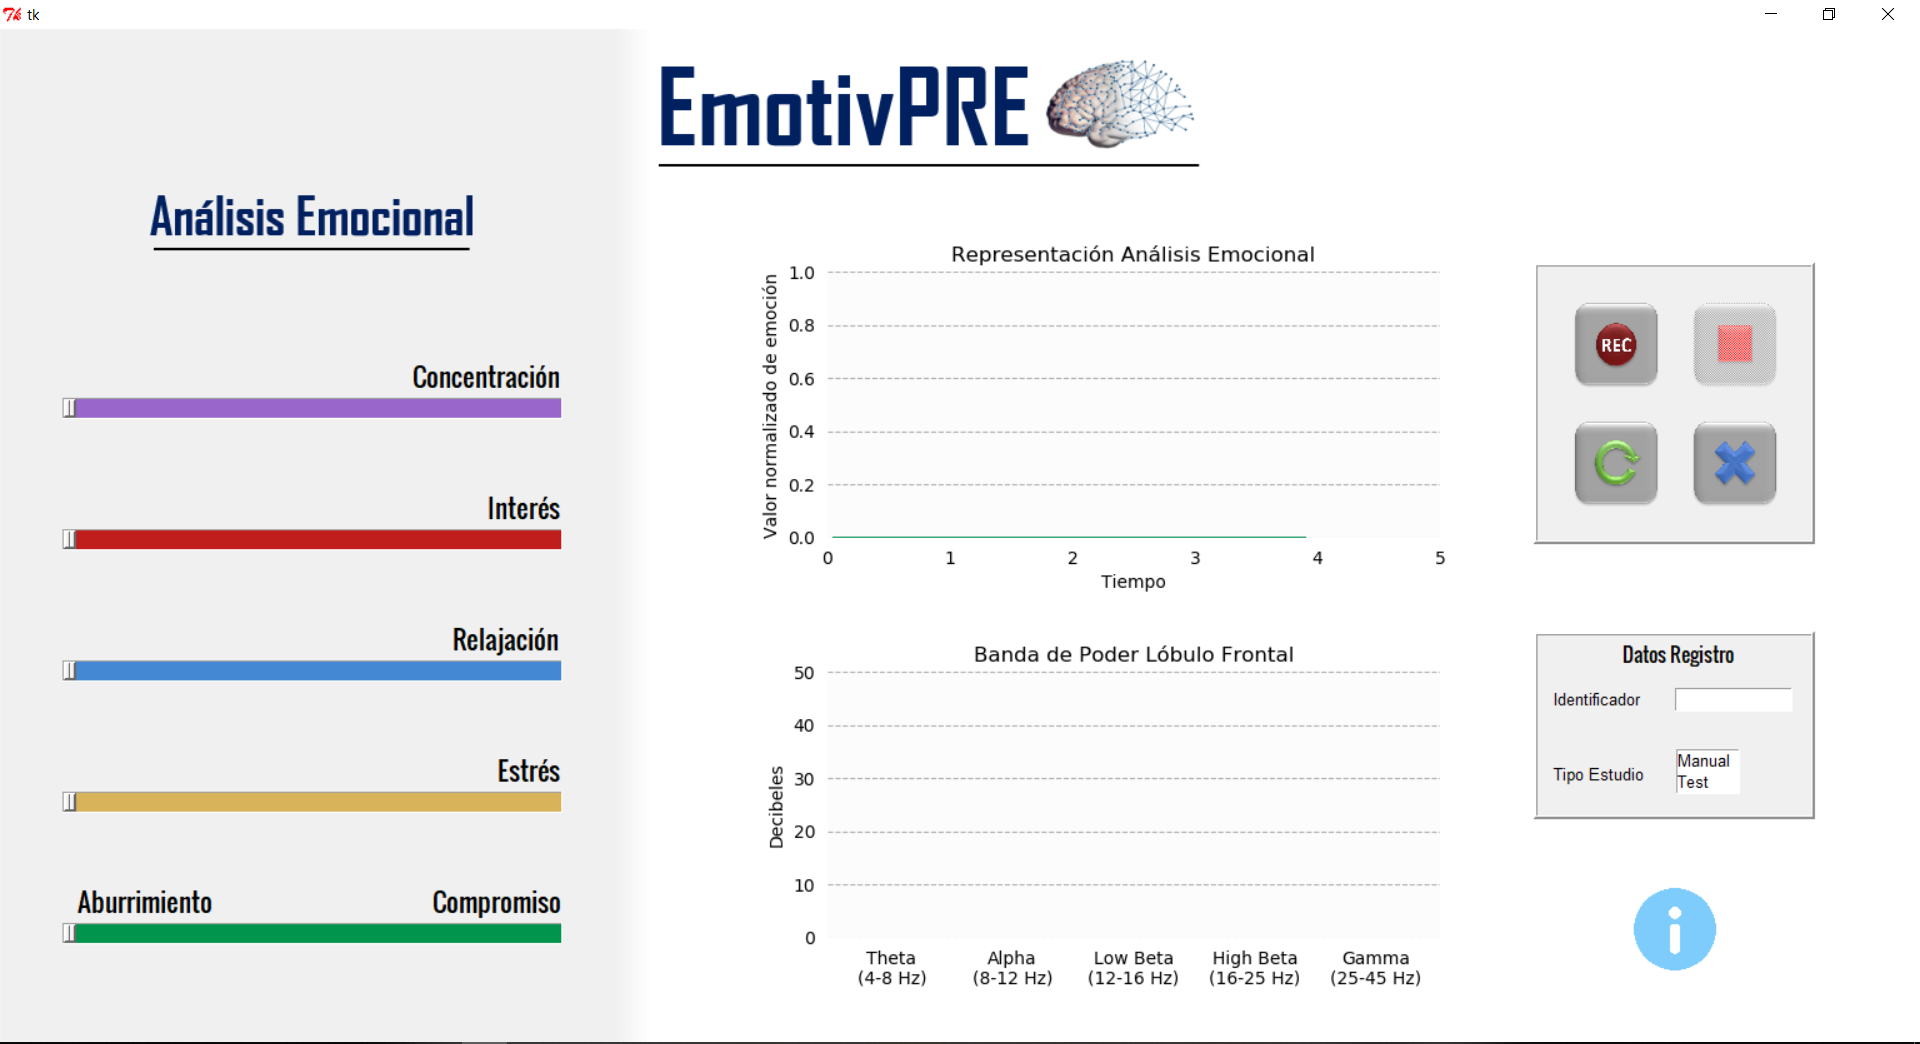 tk
EmotivPRE
Análisis Emocional
Concentración
Interés
Relajación
Estrés
Aburrimiento Compromiso
Representación Análisis Emocional
Valor normalizado de emoción
1.0
0.8
0.6
0.4
0.2
0.0
0 1 2 3 4 5
Tiempo
Banda de Poder Lóbulo Frontal
Decibeles
50
40
30
20
10
0
Theta Alpha Low Beta High Beta Gamma
(4-8 Hz) (8-12 Hz) (12-16 Hz) (16-25 Hz) (25-45 Hz)
REC
Datos Registro
Identificador
Tipo Estudio
Manual
Test
i